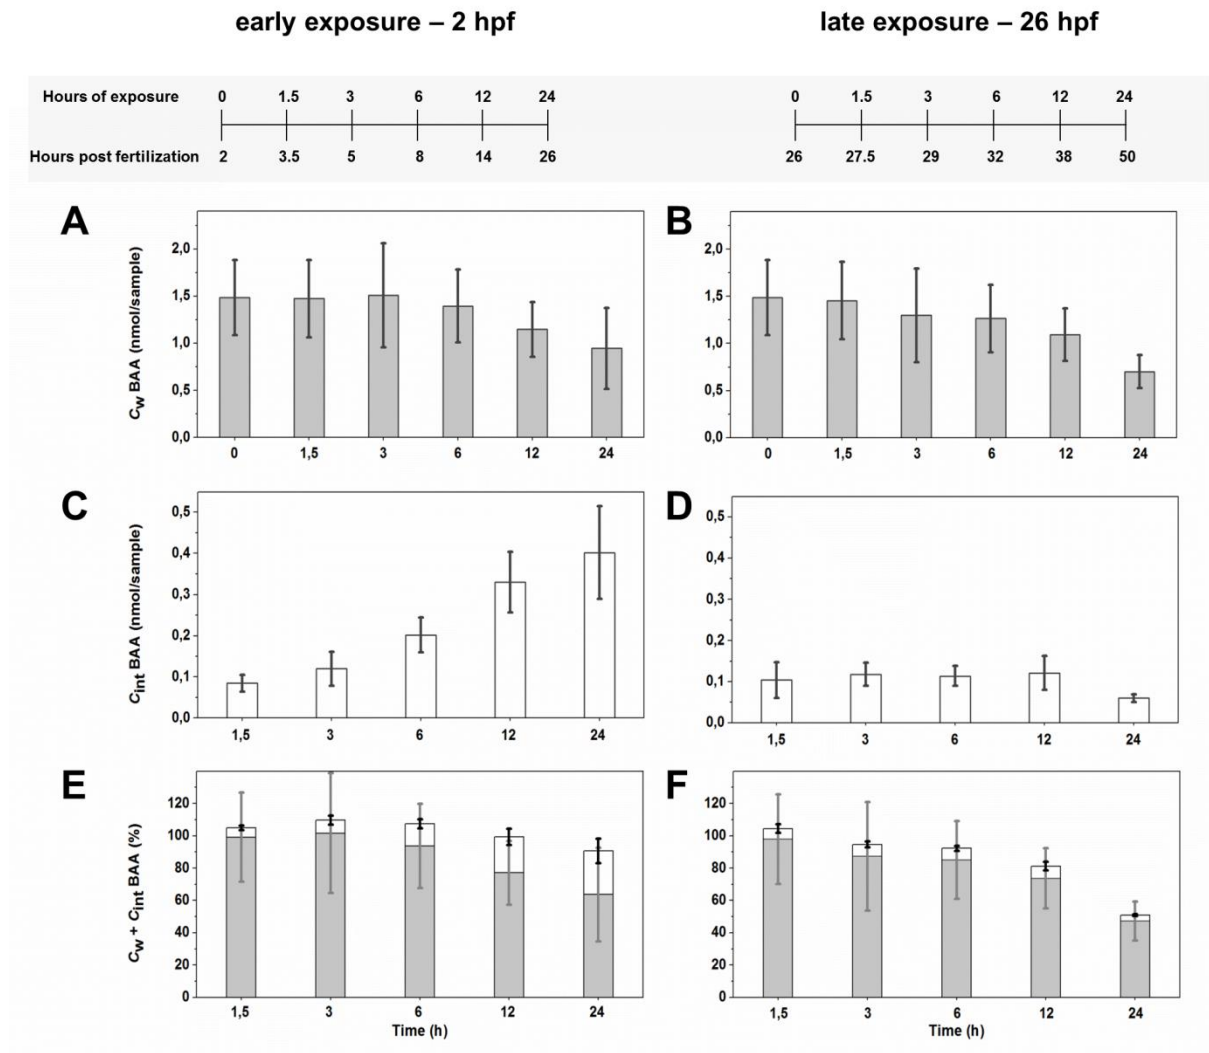 early exposure – 2 hpf
late exposure – 26 hpf
Hours of exposure 0 1.5 3 6 12 24
0 1.5 3 6 12 24
Hours post fertilization 2 3.5 5 8 14 26
26 27.5 29 32 38 50
A
Cw BAA (nmol/sample)
2,0
1,5
1,0
0,5
0,0
0 1,5 3 6 12 24
B
2,0
1,5
1,0
0,5
0,0
0 1,5 3 6 12 24
C
Cint BAA (nmol/sample)
0,5
0,4
0,3
0,2
0,1
0,0
1,5 3 6 12 24
D
0,5
0,4
0,3
0,2
0,1
0,0
1,5 3 6 12 24
E
Cw + Cint BAA (%)
120
100
80
60
40
20
0
1,5 3 6 12 24
Time (h)
F
120
100
80
60
40
20
0
1,5 3 6 12 24
Time (h)